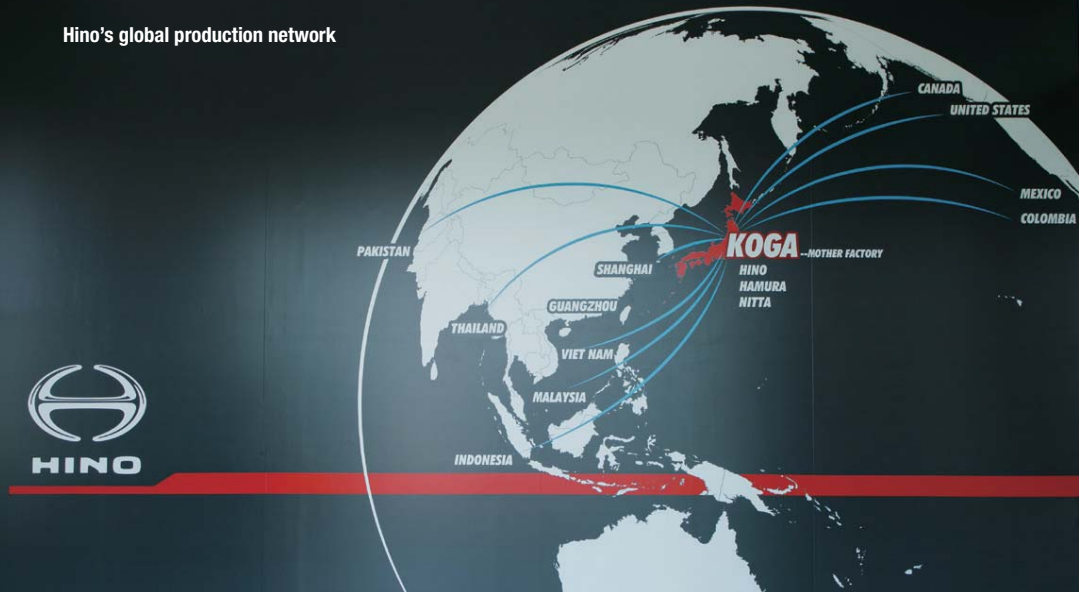 Hino's global production network
CANADA
UNITED STATES
MEXICO
COLOMBIA
PAKISTAN
KOGA --MOTHER FACTORY
SHANGHAI
HINO
HAMURA
NITTA
GUANGZHOU
THAILAND
VIET NAM
MALAYSIA
INDONESIA
HINO